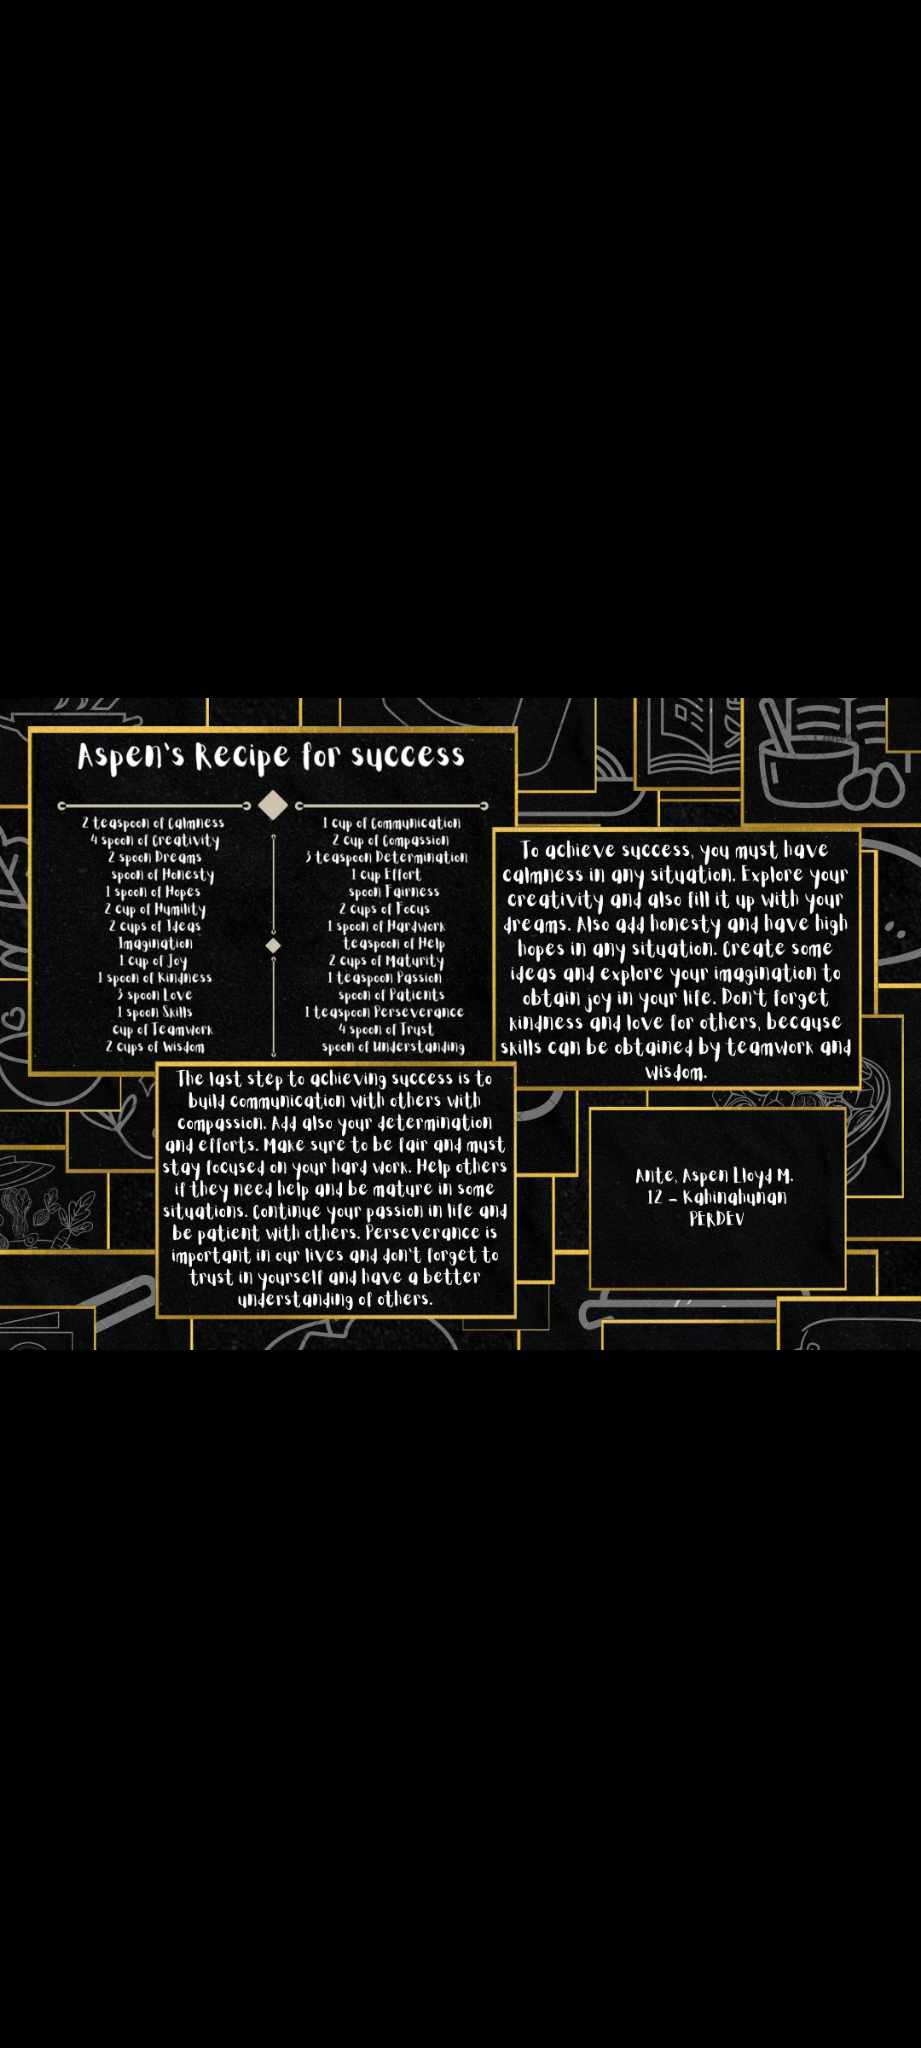 Aspen's Recipe for success
2 teaspoon of Calmness
4 spoon of Creativity
2 spoon Dreams
spoon of Honesty
1 spoon of Hopes
2 cup of Humility
2 cups of Ideas
Imagination
1 cup of Joy
1 spoon of Kindness
3 spoon Love
1 spoon Skills
cup of Teamwork
2 cups of Wisdom
1 cup of Communication
2 cup of Compassion
3 teaspoon Determination
1 cup Effort
spoon Fairness
2 cups of Focus
1 spoon of Hardwork
teaspoon of Help
2 cups of Maturity
1 teaspoon Passion
spoon of Patients
1 teaspoon Perseverance
4 spoon of Trust
spoon of Understanding
To achieve success, you must have
calmness in any situation. Explore your
creativity and also fill it up with your
dreams. Also add honesty and have high
hopes in any situation. Create some
ideas and explore your imagination to
obtain joy in your life. Don't forget
kindness and love for others, because
skills can be obtained by teamwork and
wisdom.
The last step to achieving success is to
build communication with others with
compassion. Add also your determination
and efforts. Make sure to be fair and must
stay focused on your hard work. Help others
if they need help and be mature in some
situations. Continue your passion in life and
be patient with others. Perseverance is
important in our lives and don't forget to
trust in yourself and have a better
understanding of others.
Ante, Aspen Lloyd M.
12 - Kahinahunan
PERDEV